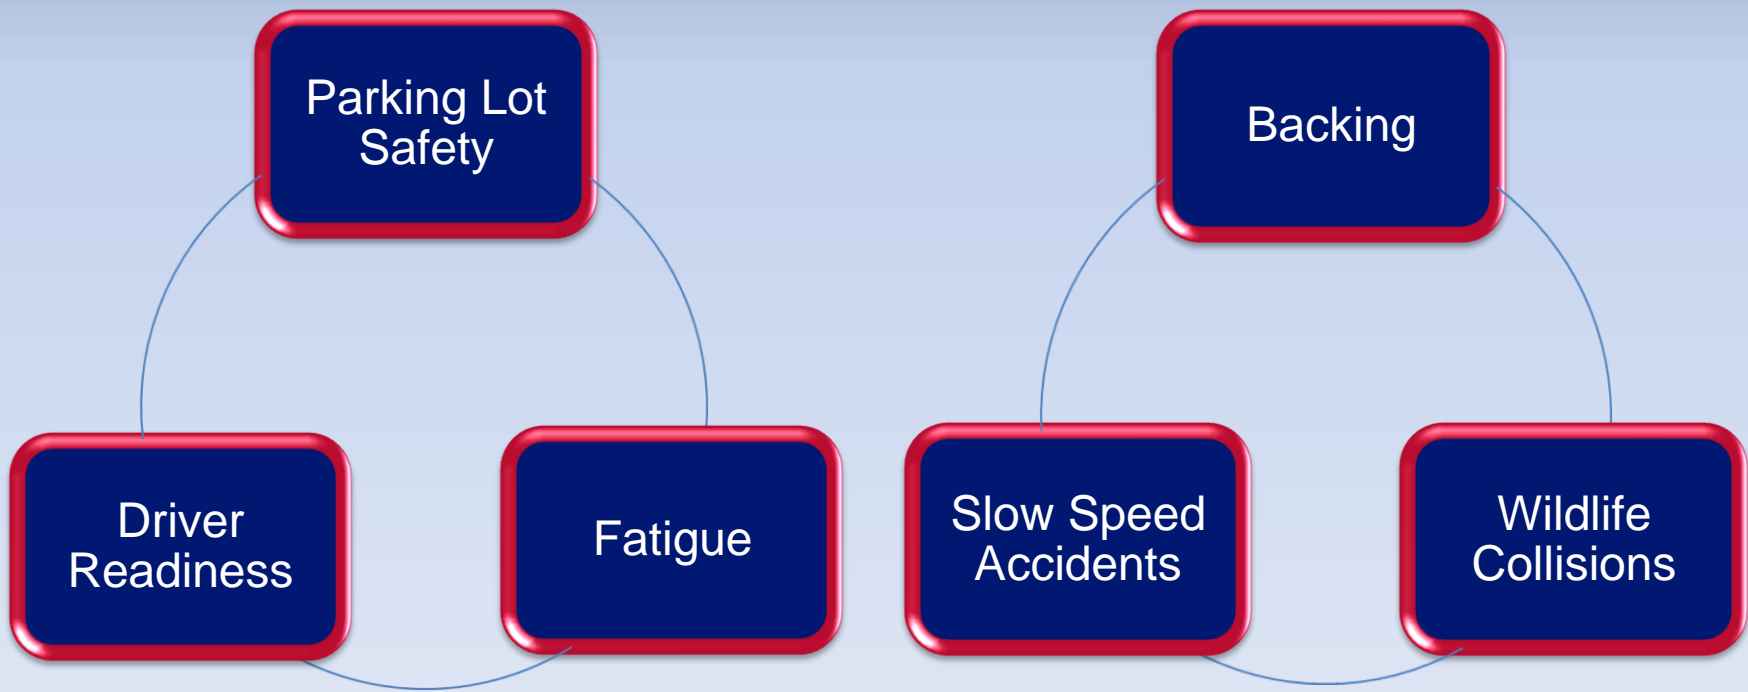 Parking Lot
Safety
Backing
Driver
Readiness
Fatigue
Slow Speed
Accidents
Wildlife
Collisions